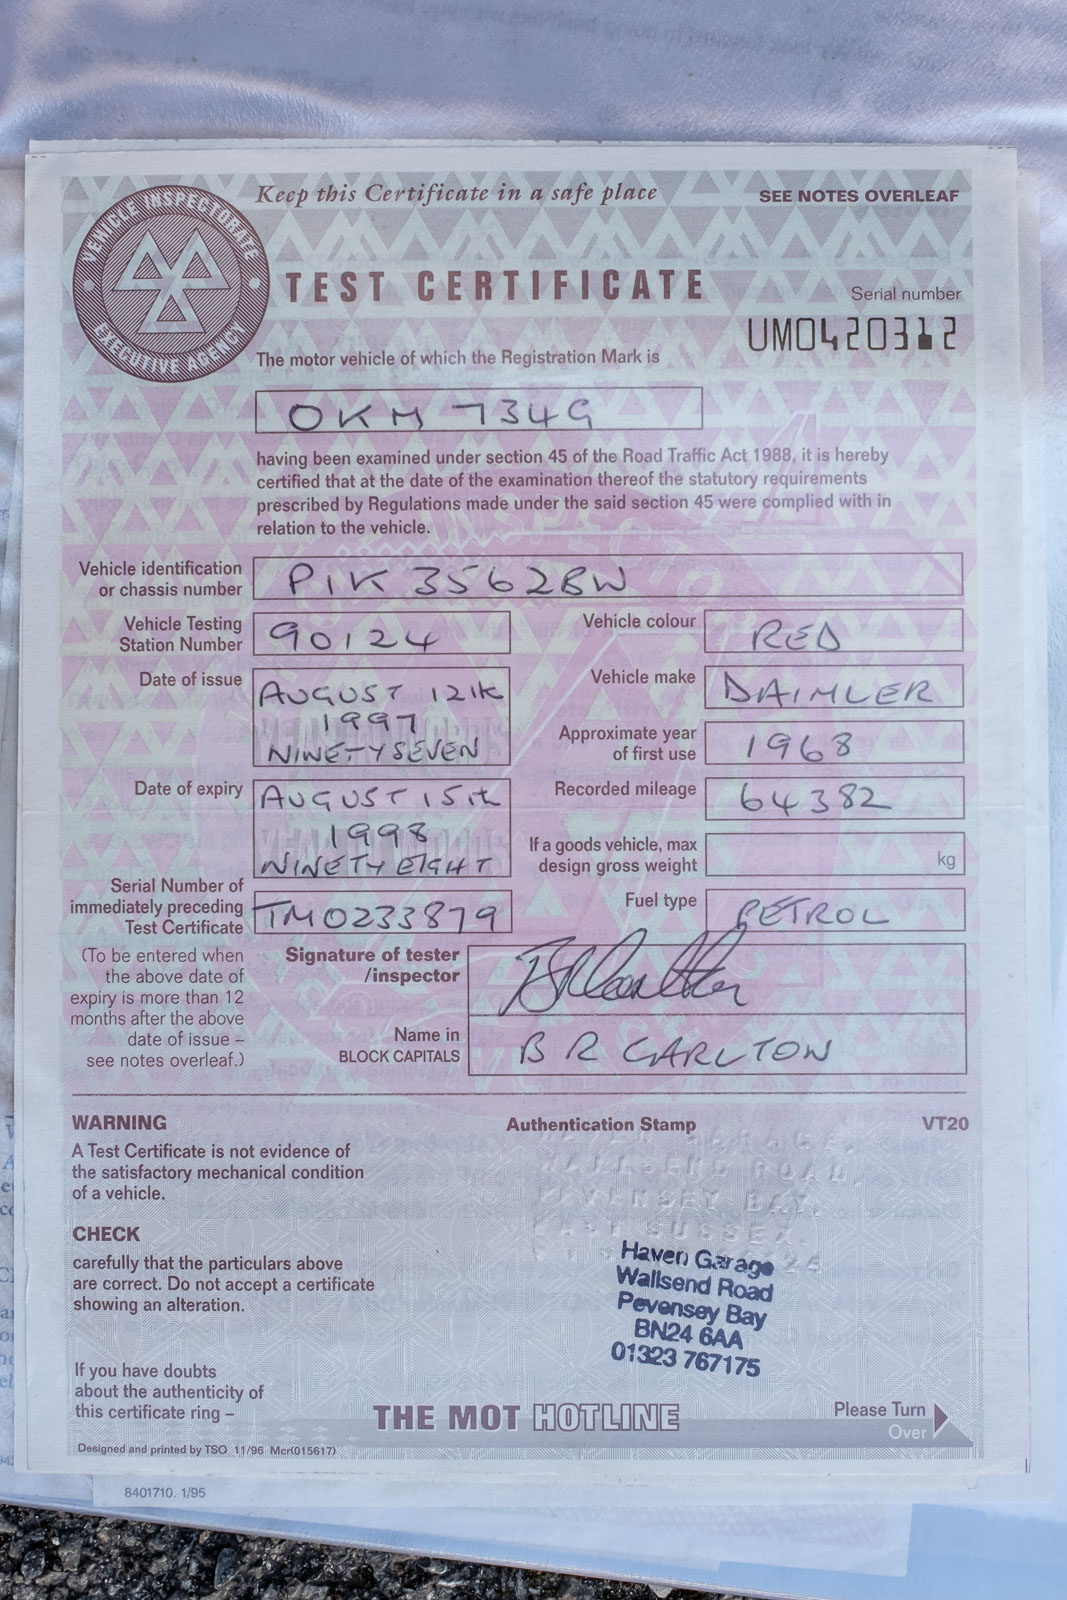 Keep this Certificate in a safe place
SEE NOTES OVERLEAF
VEHICLE INSPECTORATE
EXECUTIVE AGENCY
TEST CERTIFICATE
Serial number
UM0420312
The motor vehicle of which the Registration Mark is
OKM 734G
having been examined under section 45 of the Road Traffic Act 1988, it is hereby
certified that at the date of the examination thereof the statutory requirements
prescribed by Regulations made under the said section 45 were complied with in
relation to the vehicle.
Vehicle identification
or chassis number
P1K 3562BW
Vehicle Testing
Station Number
90124
Vehicle colour
RED
Date of issue
AUGUST 12th
1997
NINETY SEVEN
Vehicle make
DAIMLER
Approximate year
of first use
1968
Date of expiry
AUGUST 15th
1998
NINETY EIGHT
Recorded mileage
64382
If a goods vehicle, max
design gross weight
kg
Serial Number of
immediately preceding
Test Certificate
TM0233879
Fuel type
PETROL
(To be entered when
the above date of
expiry is more than 12
months after the above
date of issue –
see notes overleaf.)
Signature of tester
/inspector
Name in
BLOCK CAPITALS
B R CARLTON
WARNING
A Test Certificate is not evidence of
the satisfactory mechanical condition
of a vehicle.
Authentication Stamp
VT20
WALLSEND ROAD,
PEVENSEY BAY
EAST SUSSEX
CHECK
carefully that the particulars above
are correct. Do not accept a certificate
showing an alteration.
Haven Garage
Wallsend Road
Pevensey Bay
BN24 6AA
01323 767175
If you have doubts
about the authenticity of
this certificate ring –
THE MOT HOTLINE
Please Turn
Over
Designed and printed by TSO 11/96 Mcr(015617)
8401710. 1/95